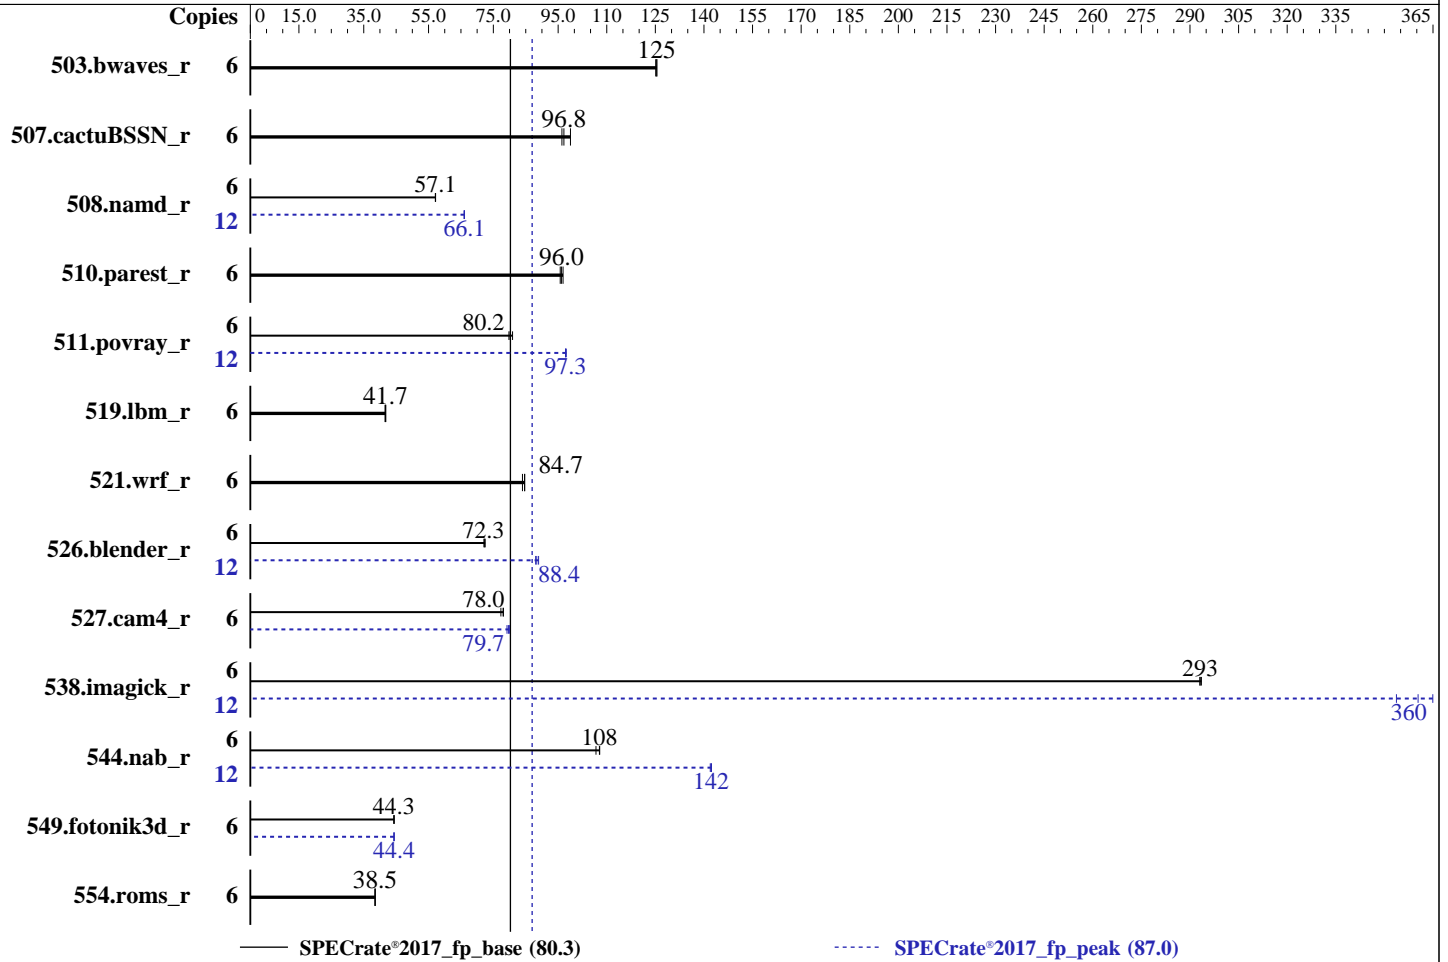 Copies 0 15.0 35.0 55.0 75.0 95.0 110 125 140 155 170 185 200 215 230 245 260 275 290 305 320 335 365
503.bwaves_r 6 125
507.cactuBSSN_r 6 96.8
508.namd_r 6 57.1
12 66.1
510.parest_r 6 96.0
511.povray_r 6 80.2
12 97.3
519.lbm_r 6 41.7
521.wrf_r 6 84.7
526.blender_r 6 72.3
12 88.4
527.cam4_r 6 78.0
79.7
538.imagick_r 6 293
12 360
544.nab_r 6 108
12 142
549.fotonik3d_r 6 44.3
44.4
554.roms_r 6 38.5
SPECrate®2017_fp_base (80.3)
SPECrate®2017_fp_peak (87.0)